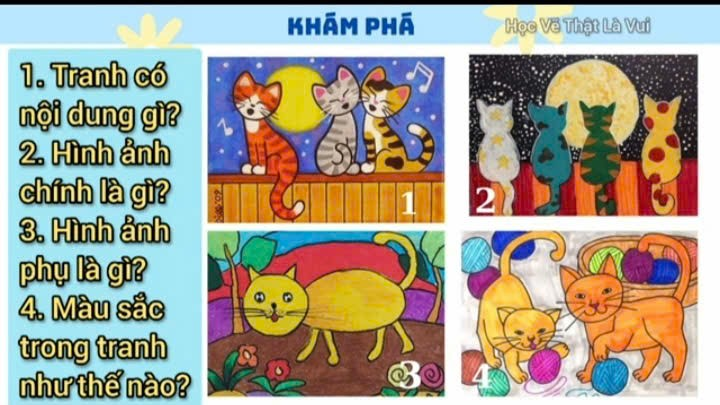 KHÁM PHÁ
Học Vẽ Thật Là Vui
1. Tranh có
nội dung gì?
2. Hình ảnh
chính là gì?
3. Hình ảnh
phụ là gì?
4. Màu sắc
trong tranh
như thế nào?
1
2
3
4